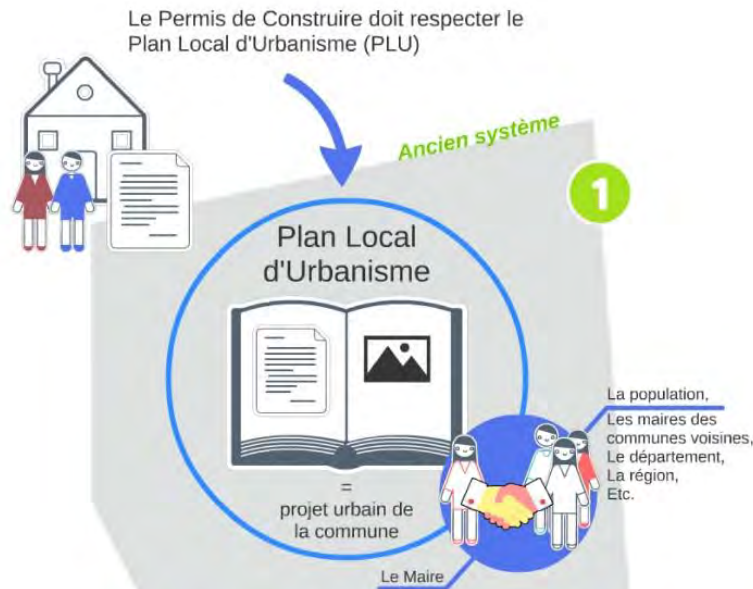 Le Permis de Construire doit respecter le
Plan Local d'Urbanisme (PLU)
Ancien système
1
Plan Local
d'Urbanisme
=
projet urbain de
la commune
La population,
Les maires des
communes voisines,
Le département,
La région,
Etc.
Le Maire